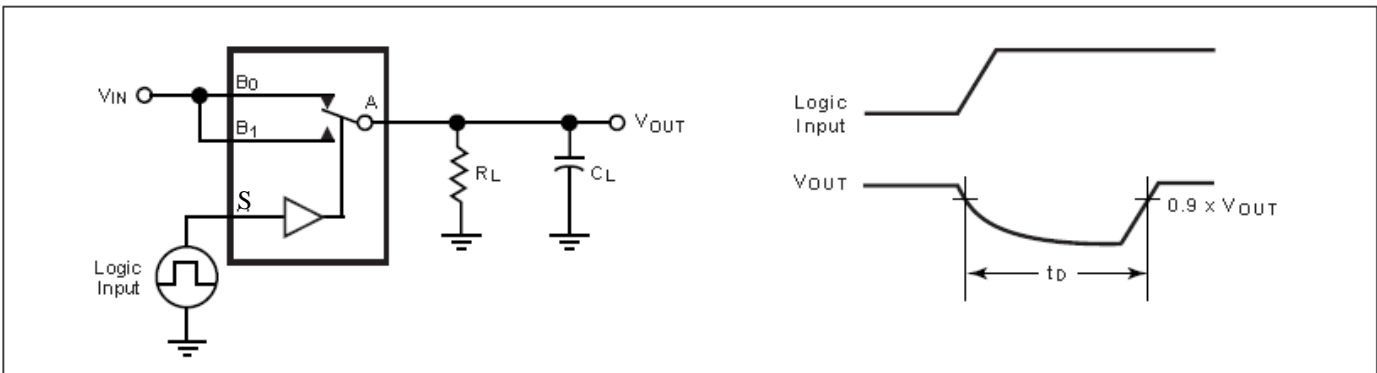 B0
VIN
A
B1
VOUT
RL
CL
S
Logic
Input
Logic
Input
VOUT
0.9 x VOUT
tD